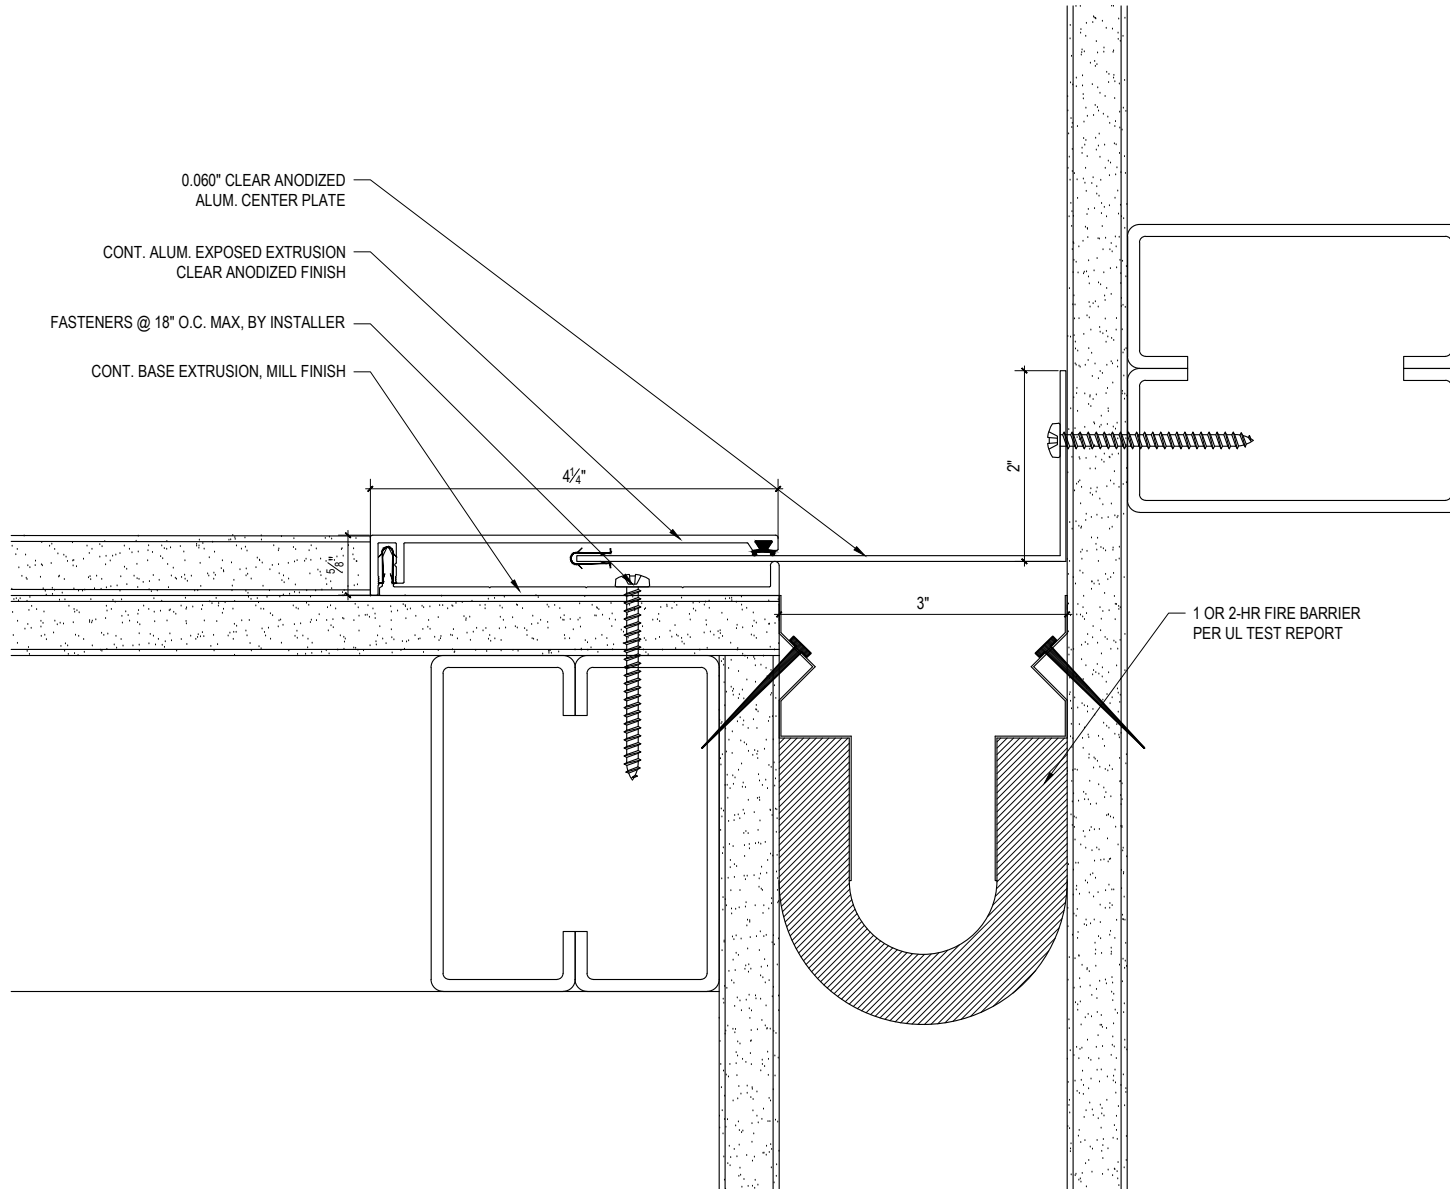 0.060" CLEAR ANODIZED
ALUM. CENTER PLATE
CONT. ALUM. EXPOSED EXTRUSION
CLEAR ANODIZED FINISH
FASTENERS @ 18" O.C. MAX, BY INSTALLER
CONT. BASE EXTRUSION, MILL FINISH
4¼"
2"
⅝"
3"
1 OR 2-HR FIRE BARRIER
PER UL TEST REPORT